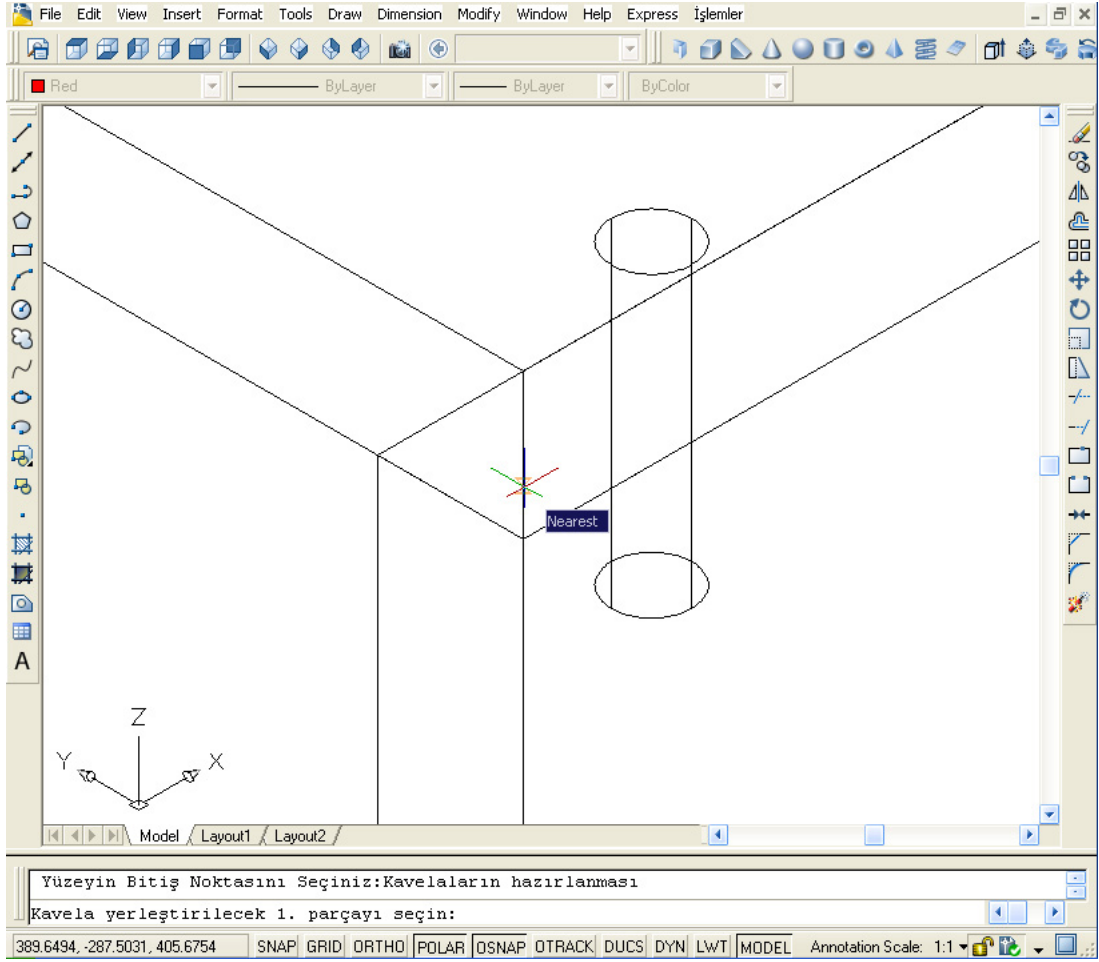 File Edit View Insert Format Tools Draw Dimension Modify Window Help Express İşlemler
Red ByLayer ByLayer ByColor
Nearest
Z
Y X
Model Layout1 Layout2
Yüzeyin Bitiş Noktasını Seçiniz:Kavelaların hazırlanması
Kavela yerleştirilecek 1. parçayı seçin:
389.6494, -287.5031, 405.6754 SNAP GRID ORTHO POLAR OSNAP OTRACK DUCS DYN LWT MODEL Annotation Scale: 1:1